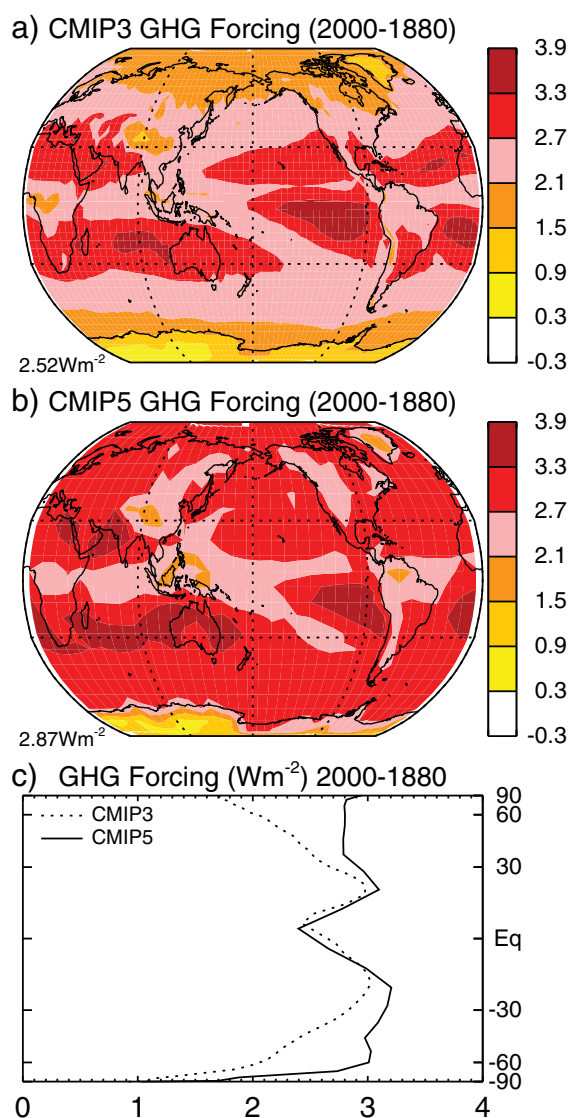 a) CMIP3 GHG Forcing (2000-1880)
3.9
3.3
2.7
2.1
1.5
0.9
0.3
-0.3
2.52Wm-2
b) CMIP5 GHG Forcing (2000-1880)
3.9
3.3
2.7
2.1
1.5
0.9
0.3
-0.3
2.87Wm-2
c) GHG Forcing (Wm-2) 2000-1880
CMIP3
CMIP5
90
60
30
Eq
-30
-60
-90
0 1 2 3 4